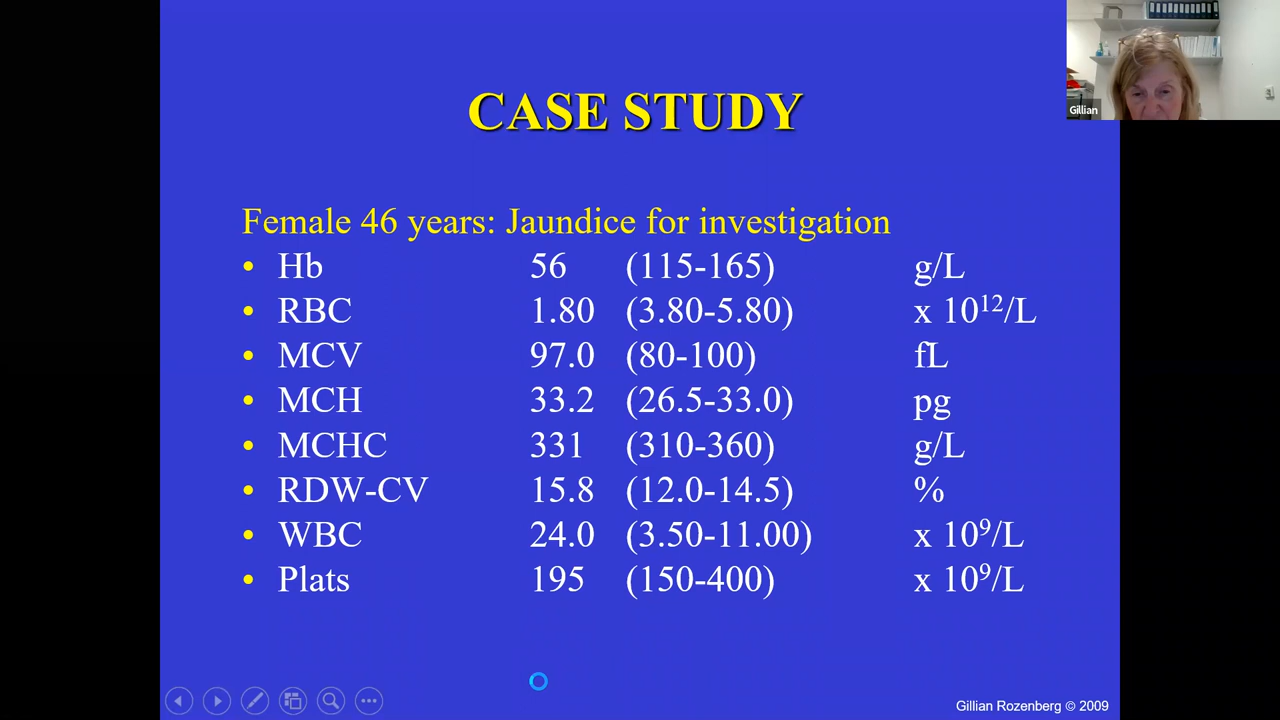 Gillian
CASE STUDY
Female 46 years: Jaundice for investigation
• Hb 56 (115-165) g/L
• RBC 1.80 (3.80-5.80) x 10¹²/L
• MCV 97.0 (80-100) fL
• MCH 33.2 (26.5-33.0) pg
• MCHC 331 (310-360) g/L
• RDW-CV 15.8 (12.0-14.5) %
• WBC 24.0 (3.50-11.00) x 10⁹/L
• Plats 195 (150-400) x 10⁹/L
Gillian Rozenberg © 2009